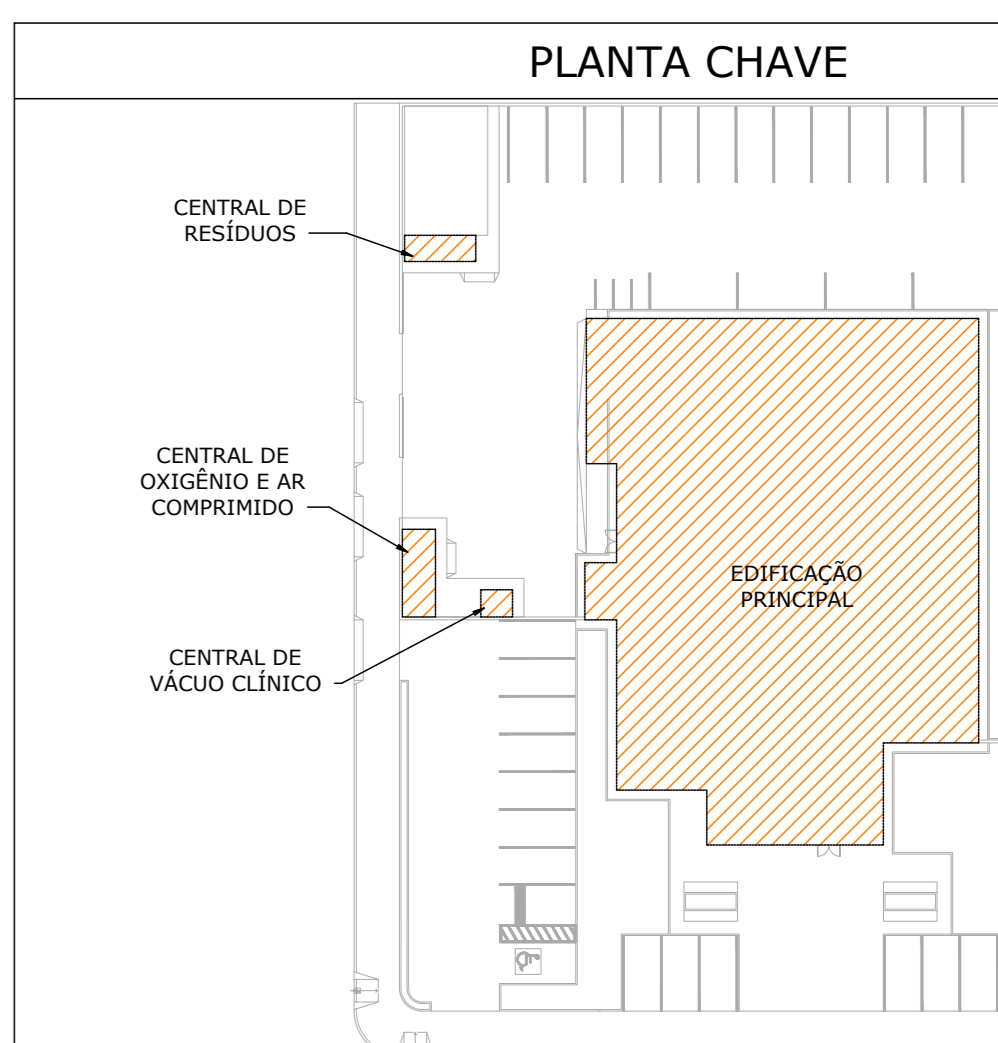 PLANTA CHAVE
CENTRAL DE
RESÍDUOS
CENTRAL DE
OXIGÊNIO E AR
COMPRIMIDO
EDIFICAÇÃO
PRINCIPAL
CENTRAL DE
VÁCUO CLÍNICO